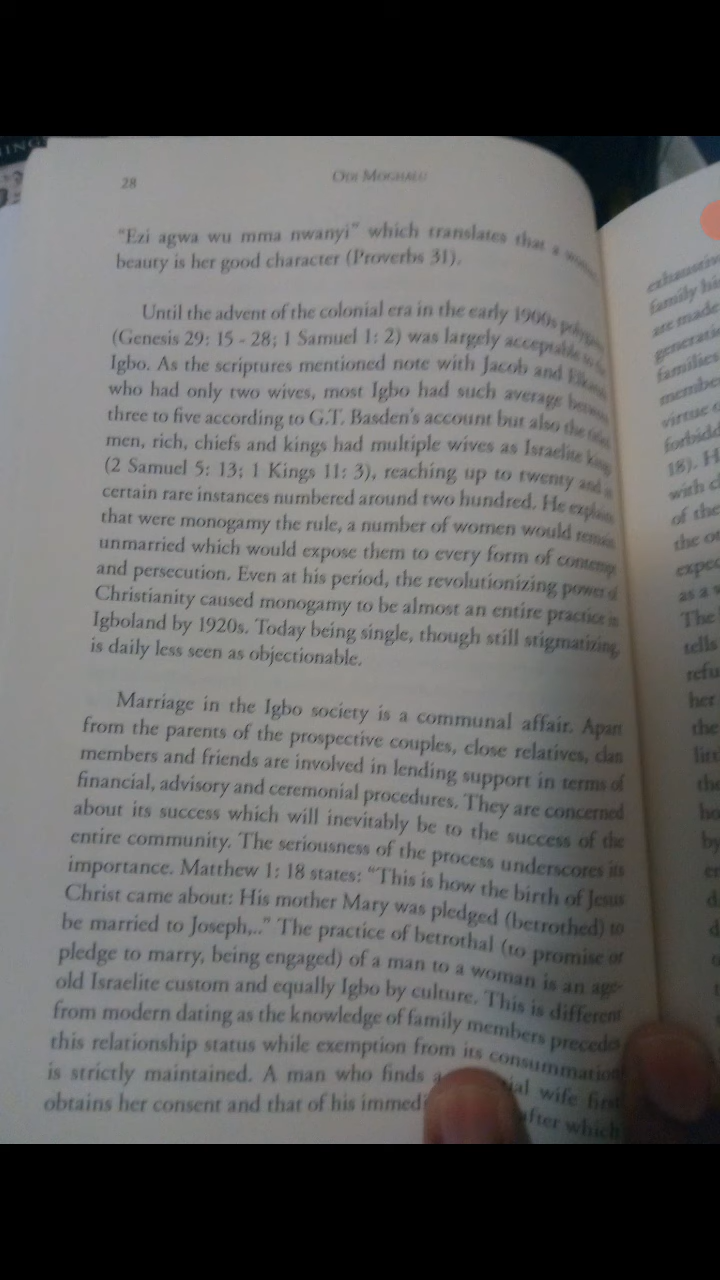 28
ODI MOGHALU
"Ezi agwa wu mma nwanyi" which translates that a
beauty is her good character (Proverbs 31).
Until the advent of the colonial era in the early 1900s
(Genesis 29: 15 - 28; 1 Samuel 1: 2) was largely acceptable to
Igbo. As the scriptures mentioned note with Jacob and
who had only two wives, most Igbo had such average between
three to five according to G.T. Basden's account but also the
men, rich, chiefs and kings had multiple wives as Israelite kings
(2 Samuel 5: 13; 1 Kings 11: 3), reaching up to twenty and in
certain rare instances numbered around two hundred. He explains
that were monogamy the rule, a number of women would remain
unmarried which would expose them to every form of contempt
and persecution. Even at his period, the revolutionizing power of
Christianity caused monogamy to be almost an entire practice in
Igboland by 1920s. Today being single, though still stigmatizing,
is daily less seen as objectionable.
Marriage in the Igbo society is a communal affair. Apart
from the parents of the prospective couples, close relatives, clan
members and friends are involved in lending support in terms of
financial, advisory and ceremonial procedures. They are concerned
about its success which will inevitably be to the success of the
entire community. The seriousness of the process underscores its
importance. Matthew 1: 18 states: "This is how the birth of Jesus
Christ came about: His mother Mary was pledged (betrothed) to
be married to Joseph,.." The practice of betrothal (to promise or
pledge to marry, being engaged) of a man to a woman is an age-
old Israelite custom and equally Igbo by culture. This is different
from modern dating as the knowledge of family members precedes
this relationship status while exemption from its consummation
is strictly maintained. A man who finds a wife first
obtains her consent and that of his after which
family
are made
families
18). H
of the
as a
The
tells
her
the